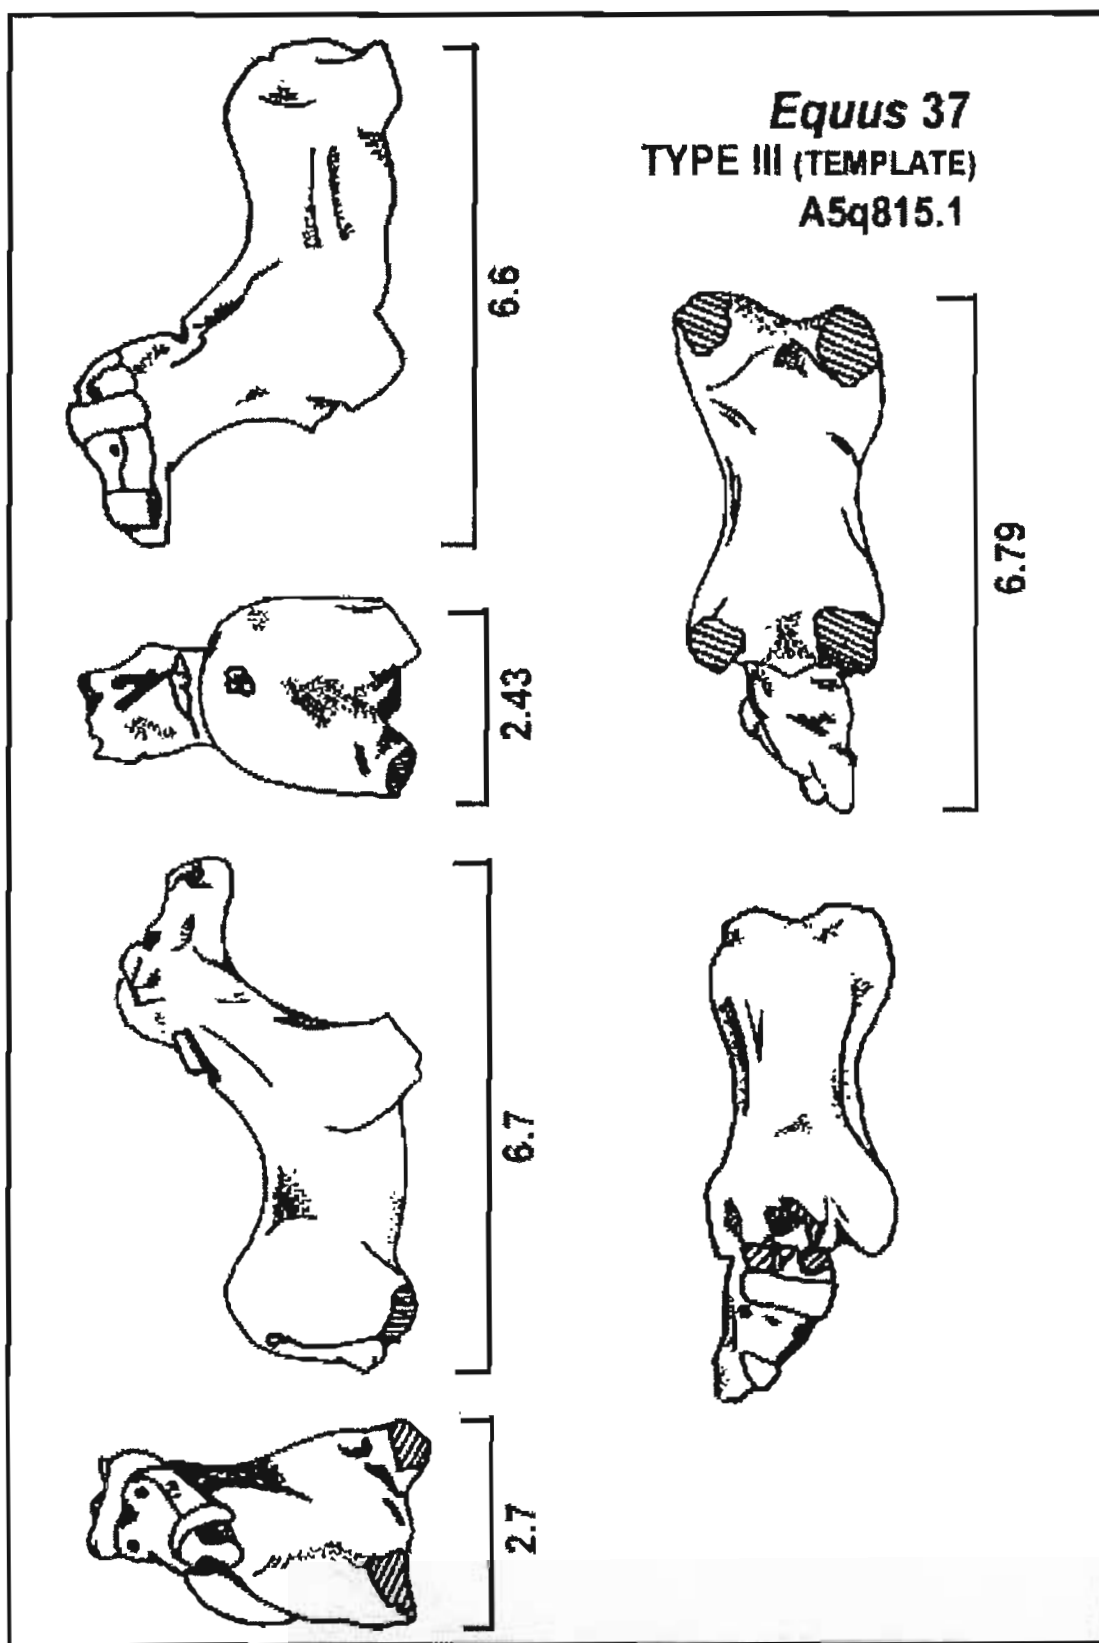 Equus 37
TYPE III (TEMPLATE)
A5q815.1
6.6
6.79
2.43
6.7
2.7